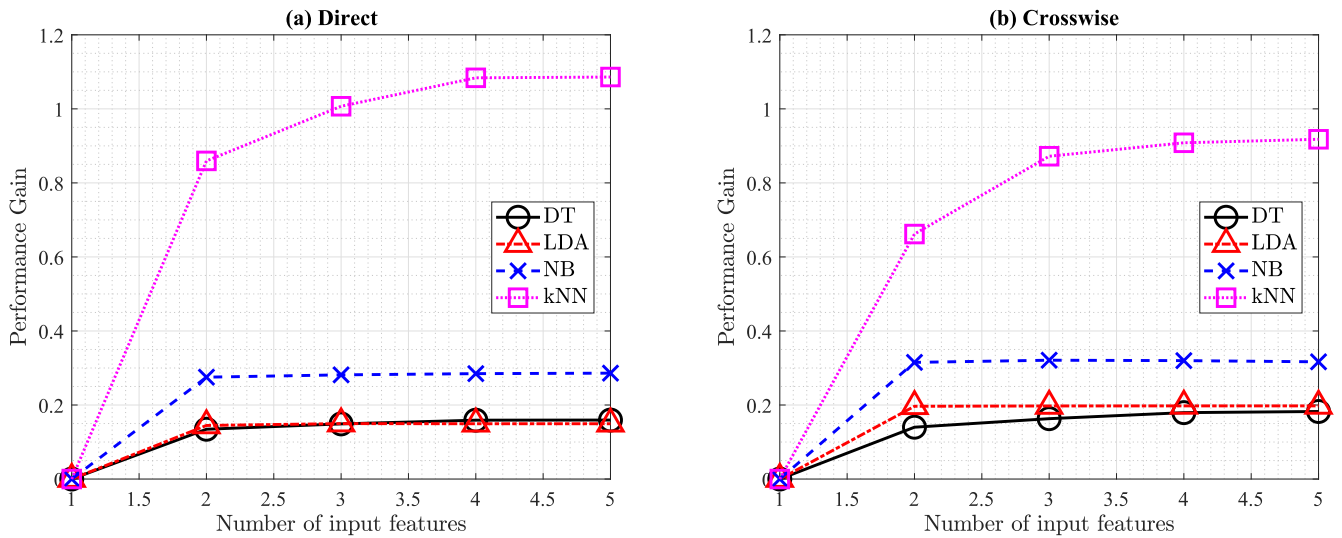 (a) Direct
1.2
1
0.8
0.6
0.4
0.2
0
Performance Gain
DT
LDA
NB
kNN
1 1.5 2 2.5 3 3.5 4 4.5 5
Number of input features
(b) Crosswise
1.2
1
0.8
0.6
0.4
0.2
0
Performance Gain
DT
LDA
NB
kNN
1 1.5 2 2.5 3 3.5 4 4.5 5
Number of input features